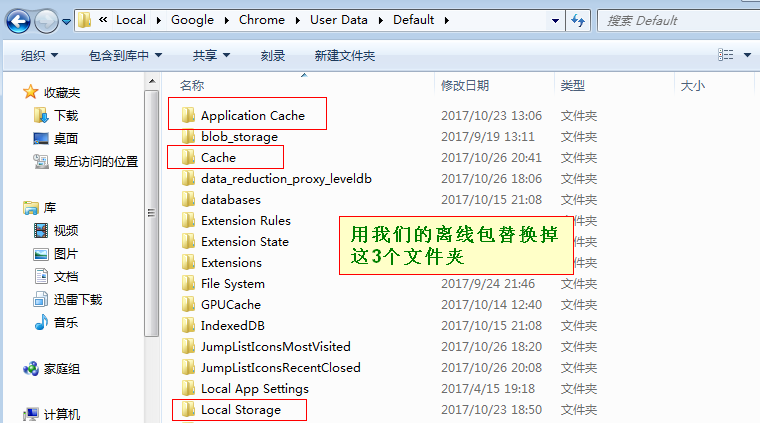 « Local ▸ Google ▸ Chrome ▸ User Data ▸ Default ▸
搜索 Default
组织 包含到库中 共享 刻录 新建文件夹
收藏夹
下载
桌面
最近访问的位置
库
视频
图片
文档
迅雷下载
音乐
家庭组
计算机
名称 修改日期 类型 大小
Application Cache 2017/10/23 13:06 文件夹
blob_storage 2017/9/19 13:11 文件夹
Cache 2017/10/26 20:41 文件夹
data_reduction_proxy_leveldb 2017/10/26 18:06 文件夹
databases 2017/10/15 21:08 文件夹
Extension Rules
Extension State
Extensions
用我们的离线包替换掉
这3个文件夹
File System 2017/9/24 21:46 文件夹
GPUCache 2017/10/14 12:40 文件夹
IndexedDB 2017/10/15 21:08 文件夹
JumpListIconsMostVisited 2017/10/26 18:20 文件夹
JumpListIconsRecentClosed 2017/10/26 20:08 文件夹
Local App Settings 2017/4/15 19:18 文件夹
Local Storage 2017/10/23 18:50 文件夹